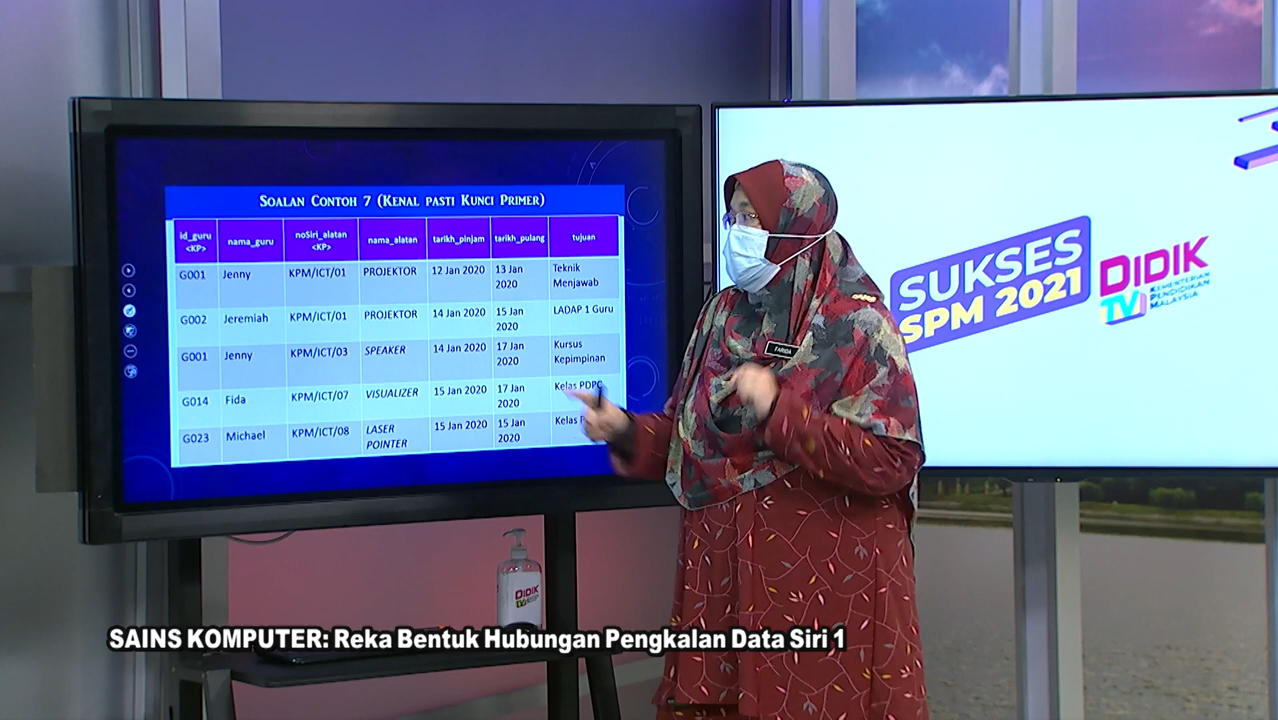 SOALAN CONTOH 7 (KENAL PASTI KUNCI PRIMER)
id_guru <KP> nama_guru noSiri_alatan <KP> nama_alatan tarikh_pinjam tarikh_pulang tujuan
G001 Jenny KPM/ICT/01 PROJEKTOR 12 Jan 2020 13 Jan 2020 Teknik Menjawab
G002 Jeremiah KPM/ICT/01 PROJEKTOR 14 Jan 2020 15 Jan 2020 LADAP 1 Guru
G001 Jenny KPM/ICT/03 SPEAKER 14 Jan 2020 17 Jan 2020 Kursus Kepimpinan
G014 Fida KPM/ICT/07 VISUALIZER 15 Jan 2020 17 Jan 2020 Kelas PDPC
G023 Michael KPM/ICT/08 LASER POINTER 15 Jan 2020 15 Jan 2020 Kelas
SUKSES
SPM 2021
DIDIK
TV
KEMENTERIAN
PENDIDIKAN
MALAYSIA
FARIDA
DIDIK
TV
SAINS KOMPUTER: Reka Bentuk Hubungan Pengkalan Data Siri 1